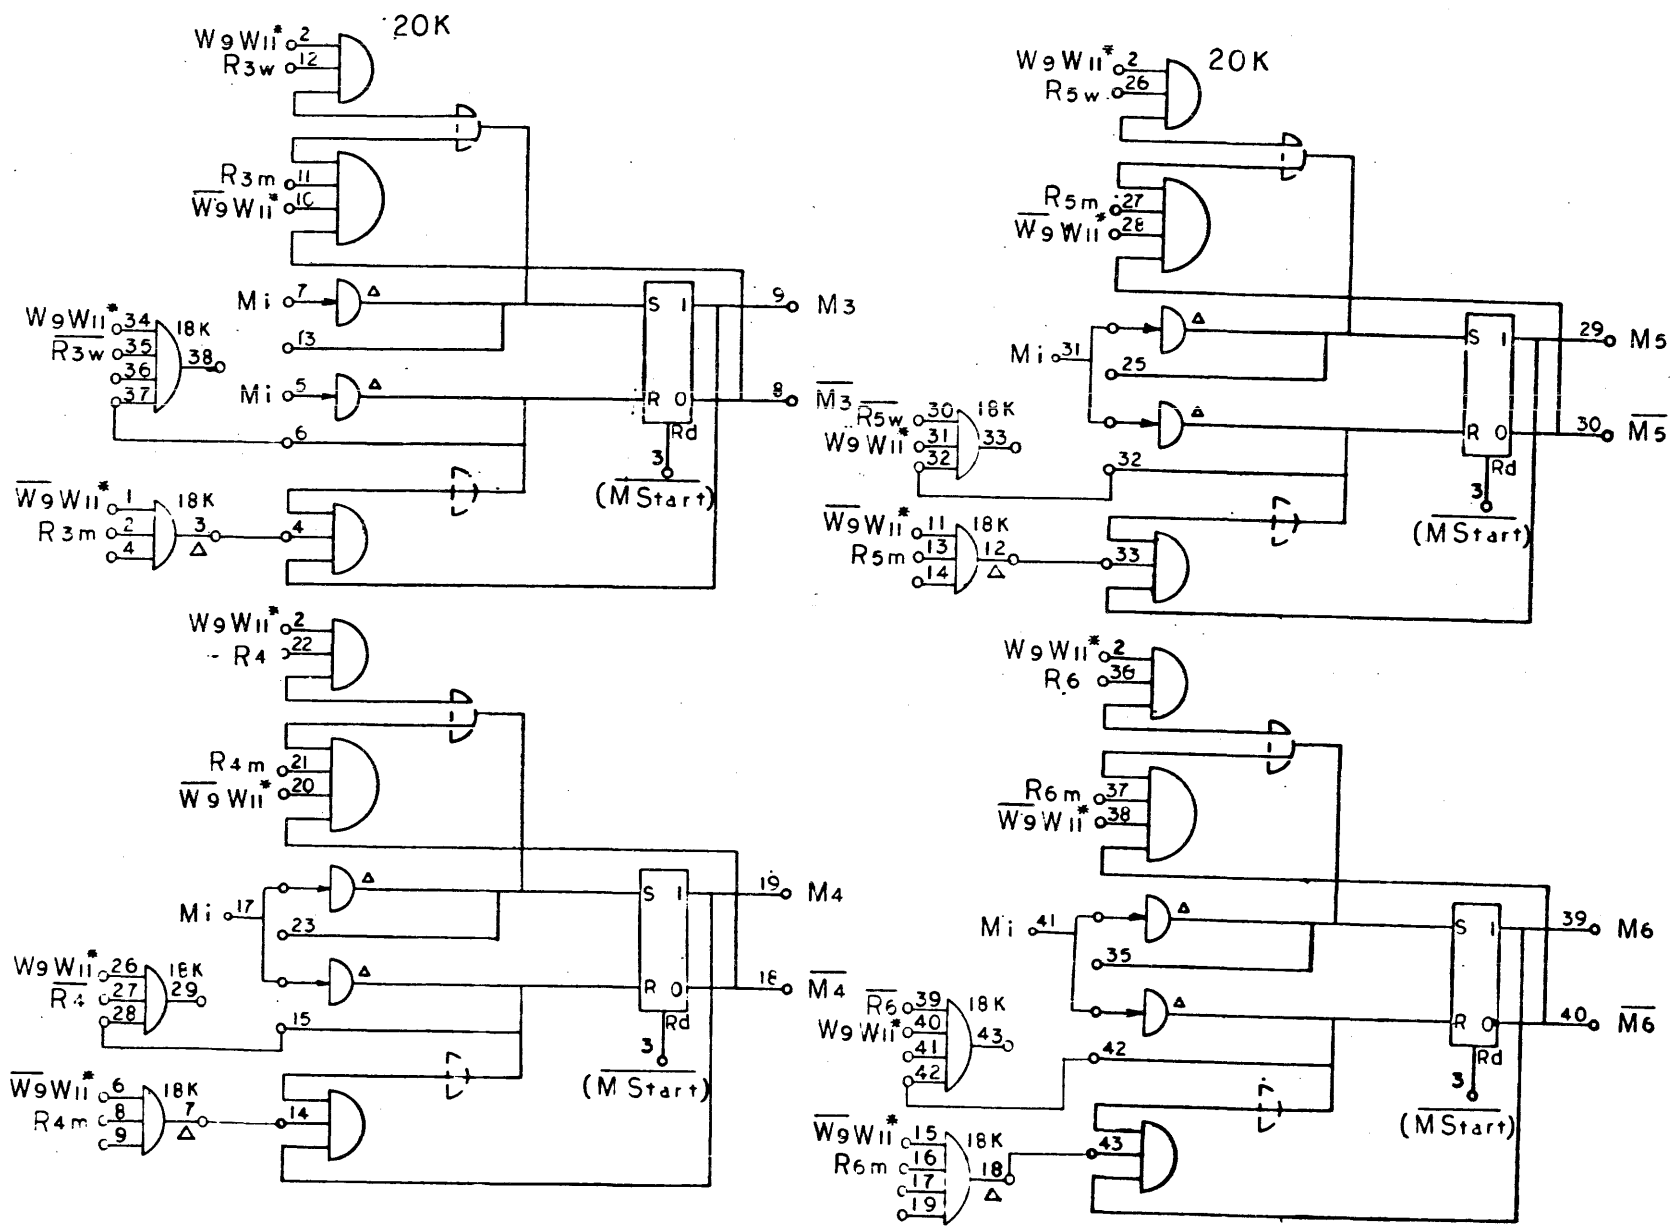 20K
W9W11* 2
R3w 12
R3m 11
W9W11* 10
Mi 7 Δ
13
Mi 5 Δ
6
S 1
R 0
Rd
3
(M Start)
9 M3
8 M3
W9W11* 34
R3w 35
36
37
18K
38
W9W11* 1
R3m 2
4
18K
3
Δ
4
W9W11* 2
R4 22
R4m 21
W9W11* 20
Mi 17
Δ
23
Δ
15
S 1
R 0
Rd
3
(M Start)
19 M4
18 M4
W9W11* 26
R4 27
28
18K
29
W9W11* 6
R4m 8
9
18K
7
Δ
14
20K
W9W11* 2
R5w 26
R5m 27
W9W11* 28
Mi 31
Δ
25
Δ
32
S 1
R 0
Rd
3
(M Start)
29 M5
30 M5
R5w 30
W9W11* 31
32
18K
33
W9W11* 11
R5m 13
14
18K
12
Δ
33
W9W11* 2
R6 36
R6m 37
W9W11* 38
Mi 41
Δ
35
Δ
42
S 1
R 0
Rd
3
(M Start)
39 M6
40 M6
R6 39
W9W11* 40
41
42
18K
43
W9W11* 15
R6m 16
17
19
18K
18
Δ
43